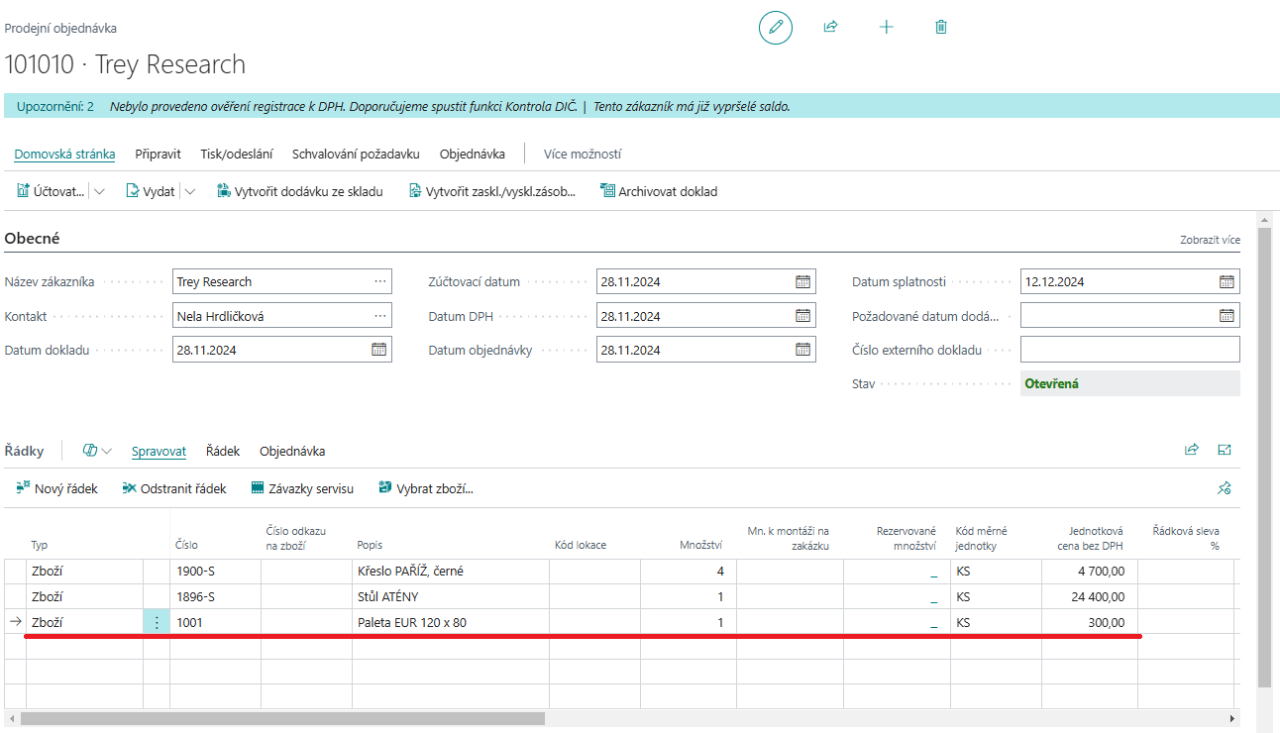 Prodejní objednávka
101010 · Trey Research
Upozornění: 2 Nebylo provedeno ověření registrace k DPH. Doporučujeme spustit funkci Kontrola DIČ. | Tento zákazník má již vypršelé saldo.
Domovská stránka Připravit Tisk/odeslání Schvalování požadavku Objednávka Více možností
Účtovat... Vydat Vytvořit dodávku ze skladu Vytvořit zaskl./vyskl.zásob... Archivovat doklad
Obecné Zobrazit více
Název zákazníka Trey Research Zúčtovací datum 28.11.2024 Datum splatnosti 12.12.2024
Kontakt Nela Hrdličková Datum DPH 28.11.2024 Požadované datum dodá...
Datum dokladu 28.11.2024 Datum objednávky 28.11.2024 Číslo externího dokladu
Stav Otevřená
Řádky Spravovat Řádek Objednávka
Nový řádek Odstranit řádek Závazky servisu Vybrat zboží...
Typ Číslo Číslo odkazu na zboží Popis Kód lokace Množství Mn. k montáži na zakázku Rezervované množství Kód měrné jednotky Jednotková cena bez DPH Řádková sleva %
Zboží 1900-S Křeslo PAŘÍŽ, černé 4 _ KS 4 700,00
Zboží 1896-S Stůl ATÉNY 1 _ KS 24 400,00
Zboží 1001 Paleta EUR 120 x 80 1 _ KS 300,00